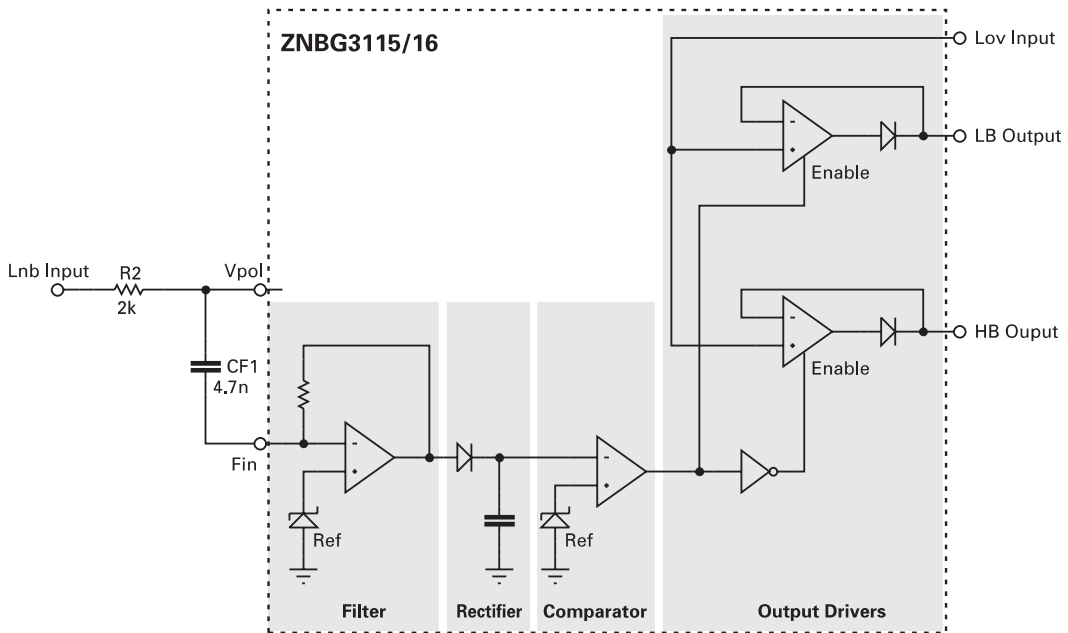 ZNBG3115/16
Lov Input
LB Output
Enable
Lnb Input
R2
2k
Vpol
HB Ouput
Enable
CF1
4.7n
Fin
- +
- +
- +
- +
Ref
Ref
Filter
Rectifier
Comparator
Output Drivers